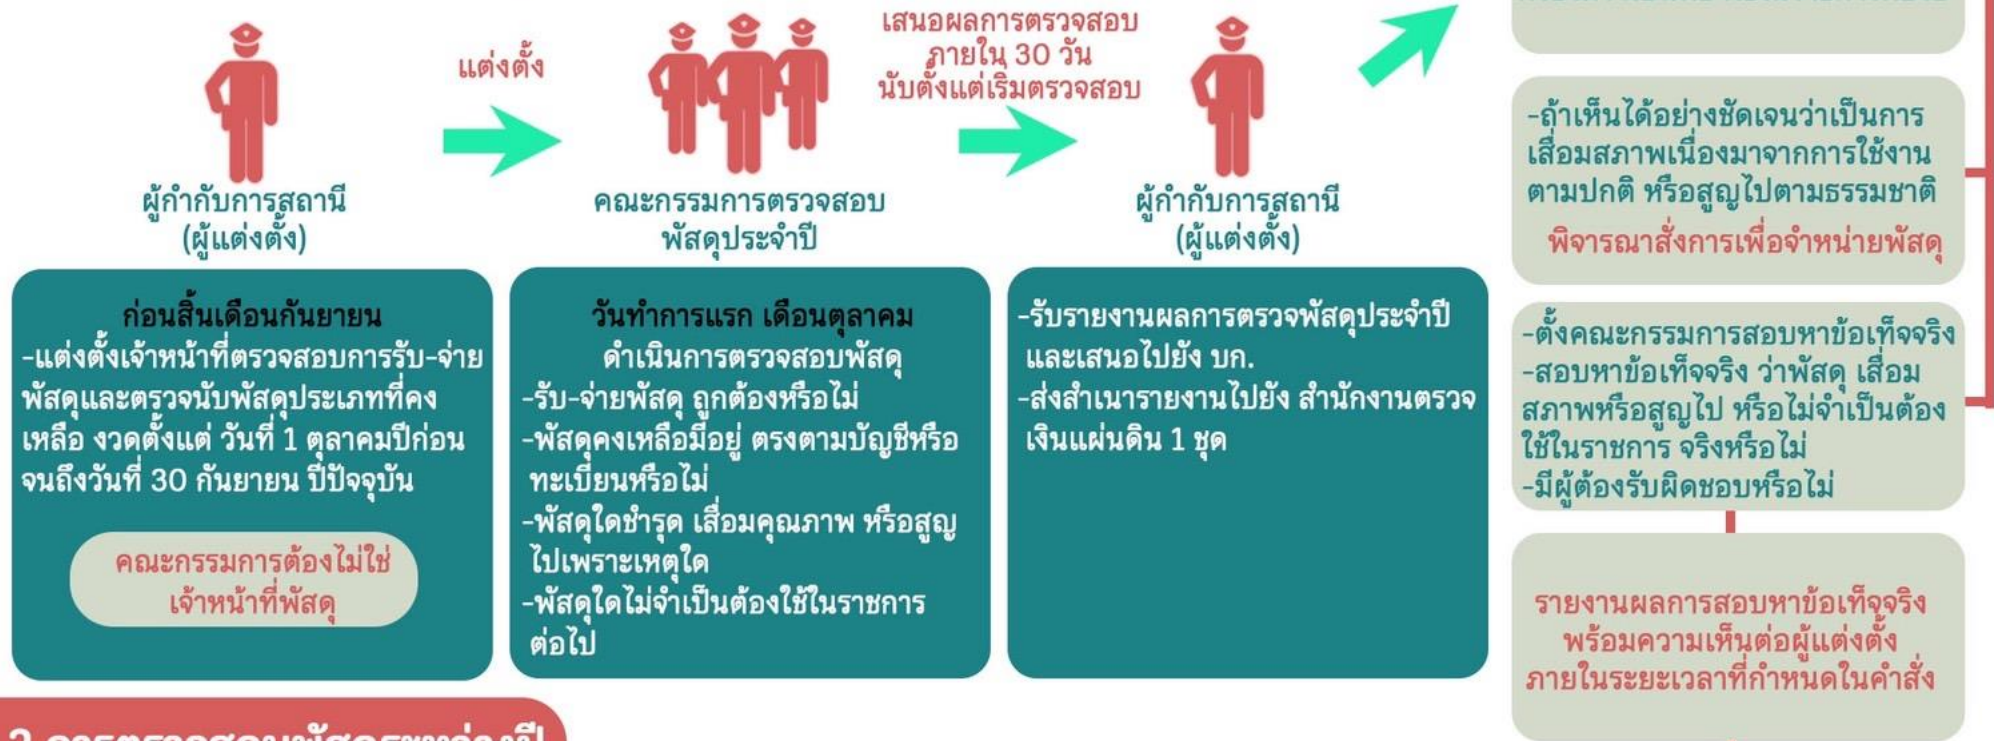 แต่งตั้ง
เสนอผลการตรวจสอบ
ภายใน 30 วัน
นับตั้งแต่เริ่มตรวจสอบ
ผู้กำกับการสถานี
(ผู้แต่งตั้ง)
คณะกรรมการตรวจสอบ
พัสดุประจำปี
ผู้กำกับการสถานี
(ผู้แต่งตั้ง)
ก่อนสิ้นเดือนกันยายน
-แต่งตั้งเจ้าหน้าที่ตรวจสอบการรับ-จ่าย
พัสดุและตรวจนับพัสดุประเภทที่คง
เหลือ งวดตั้งแต่ วันที่ 1 ตุลาคมปีก่อน
จนถึงวันที่ 30 กันยายน ปีปัจจุบัน
คณะกรรมการต้องไม่ใช่
เจ้าหน้าที่พัสดุ
วันทำการแรก เดือนตุลาคม
ดำเนินการตรวจสอบพัสดุ
-รับ-จ่ายพัสดุ ถูกต้องหรือไม่
-พัสดุคงเหลือมีอยู่ ตรงตามบัญชีหรือ
ทะเบียนหรือไม่
-พัสดุใดชำรุด เสื่อมคุณภาพ หรือสูญ
ไปเพราะเหตุใด
-พัสดุใดไม่จำเป็นต้องใช้ในราชการ
ต่อไป
-รับรายงานผลการตรวจพัสดุประจำปี
และเสนอไปยัง บก.
-ส่งสำเนารายงานไปยัง สำนักงานตรวจ
เงินแผ่นดิน 1 ชุด
-ถ้าเห็นได้อย่างชัดเจนว่าเป็นการ
เสื่อมสภาพเนื่องมาจากการใช้งาน
ตามปกติ หรือสูญไปตามธรรมชาติ
พิจารณาสั่งการเพื่อจำหน่ายพัสดุ
-ตั้งคณะกรรมการสอบหาข้อเท็จจริง
-สอบหาข้อเท็จจริง ว่าพัสดุ เสื่อม
สภาพหรือสูญไป หรือไม่จำเป็นต้อง
ใช้ในราชการ จริงหรือไม่
-มีผู้ต้องรับผิดชอบหรือไม่
รายงานผลการสอบหาข้อเท็จจริง
พร้อมความเห็นต่อผู้แต่งตั้ง
ภายในระยะเวลาที่กำหนดในคำสั่ง
2.การตรวจสอบพัสดุระหว่างปี